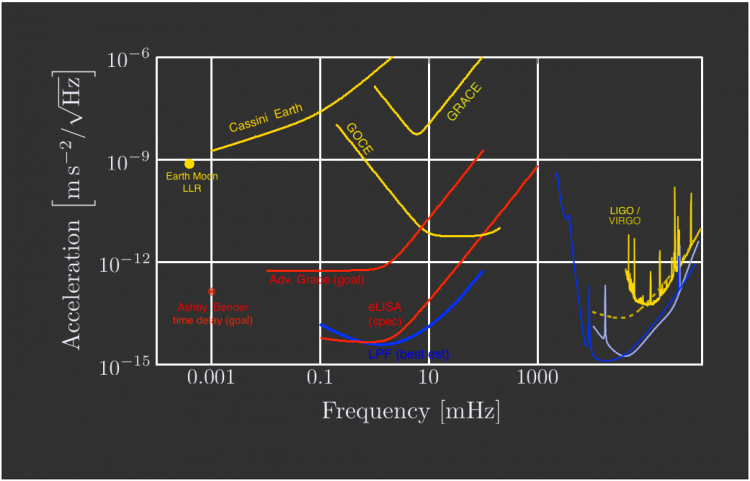 10⁻⁶
10⁻⁹
10⁻¹²
10⁻¹⁵
Acceleration [m s⁻²/√Hz]
Cassini Earth
GRACE
GOCE
Earth Moon
LLR
LIGO /
VIRGO
Adv. Grace (goal)
Ashby Bender
time delay (goal)
eLISA
(spec)
LPF (best est)
0.001
0.1
10
1000
Frequency [mHz]